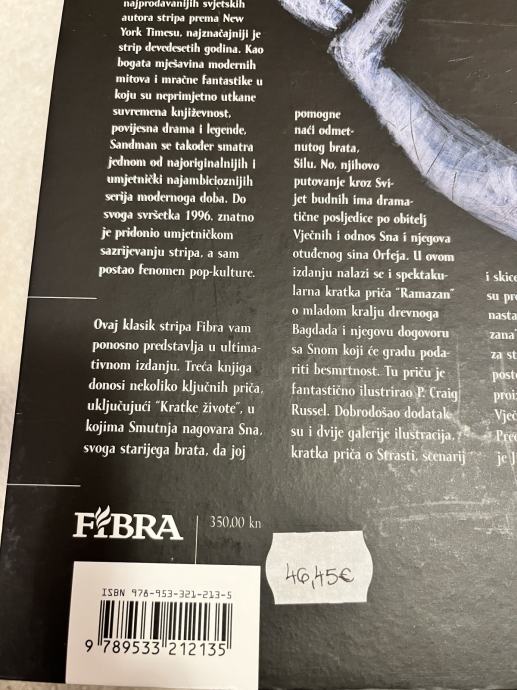 najprodavanijih svjetskih
autora stripa prema New
York Timesu, najznačajniji je
strip devedesetih godina. Kao
bogata mješavina modernih
mitova i mračne fantastike u
koju su neprimjetno utkane
suvremena književnost,
povijesna drama i legende,
Sandman se također smatra
jednom od najoriginalnijih i
umjetnički najambicioznijih
serija modernoga doba. Do
svoga svršetka 1996. znatno
je pridonio umjetničkom
sazrijevanju stripa, a sam
postao fenomen pop-kulture.
Ovaj klasik stripa Fibra vam
ponosno predstavlja u ultima-
tivnom izdanju. Treća knjiga
donosi nekoliko ključnih priča,
uključujući "Kratke živote", u
kojima Smutnja nagovara Sna,
svoga starijega brata, da joj
pomogne
naći odmet-
nutog brata,
Silu. No, njihovo
putovanje kroz Svi-
jet budnih ima drama-
tične posljedice po obitelj
Vječnih i odnos Sna i njegova
otuđenog sina Orfeja. U ovom
izdanju nalazi se i spektaku-
larna kratka priča "Ramazan"
o mladom kralju drevnoga
Bagdada i njegovu dogovoru
sa Snom koji će gradu poda-
riti besmrtnost. Tu priču je
fantastično ilustrirao P. Craig
Russel. Dobrodošao dodatak
su i dvije galerije ilustracija,
kratka priča o Strasti, scenarij
i skice
su pr
nasta
zana
za st
post
proi
Vječ
Pre
je J
FIBRA
350,00 kn
46,45€
ISBN 978-953-321-213-5
9 789533 212135